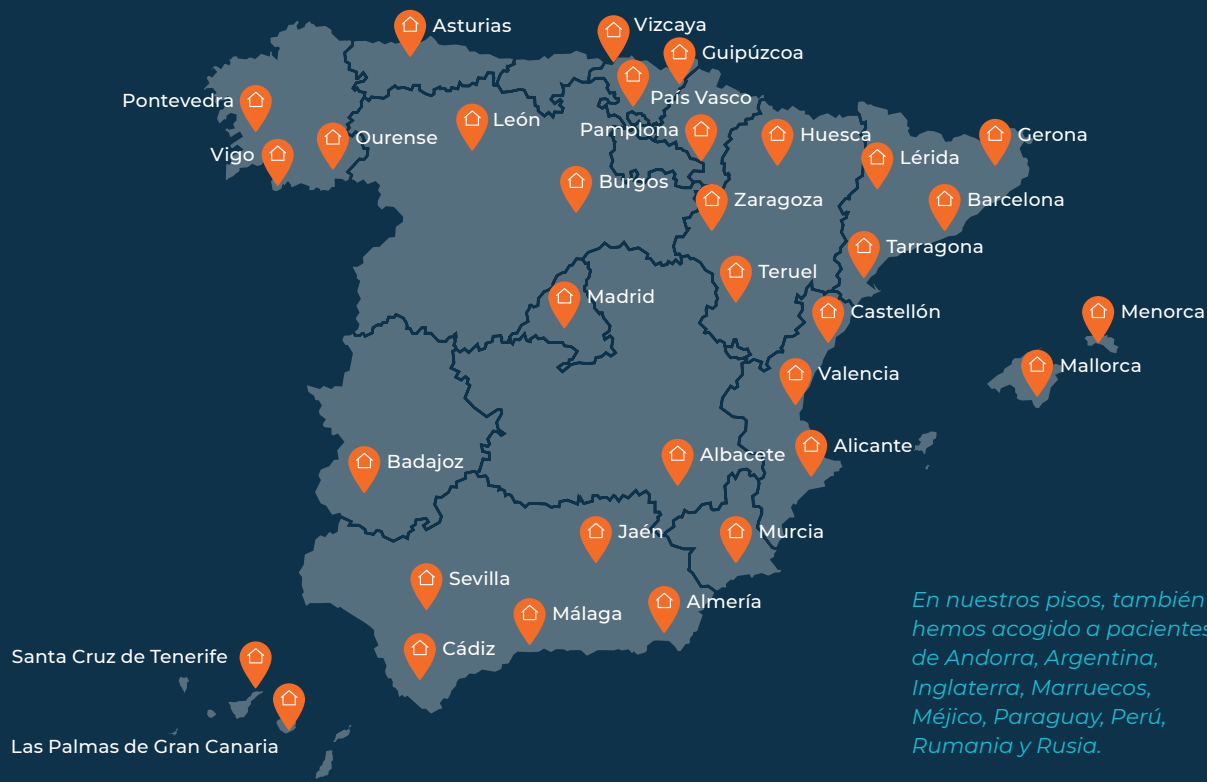 Asturias
Vizcaya
Guipúzcoa
País Vasco
Pontevedra
León
Pamplona
Huesca
Gerona
Ourense
Vigo
Lérida
Burgos
Zaragoza
Barcelona
Tarragona
Teruel
Madrid
Castellón
Menorca
Mallorca
Valencia
Alicante
Albacete
Badajoz
Jaén
Murcia
Sevilla
Almería
Málaga
Cádiz
Santa Cruz de Tenerife
Las Palmas de Gran Canaria
En nuestros pisos, también
hemos acogido a pacientes
de Andorra, Argentina,
Inglaterra, Marruecos,
Méjico, Paraguay, Perú,
Rumania y Rusia.